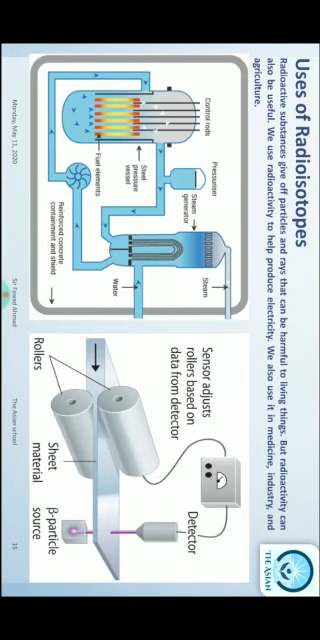 Uses of Radioisotopes
Radioactive substances give off particles and rays that can be harmful to living things. But radioactivity can
also be useful. We use radioactivity to help produce electricity. We also use it in medicine, industry, and
agriculture.
THE ASIAN
Control rods
Pressuriser
Steam
generator
Steam
Steel
pressure
vessel
Fuel elements
Water
Reinforced concrete
containment and shield
Sensor adjusts
rollers based on
data from detector
Detector
Rollers
Sheet
material
β-particle
source
Monday, May 11, 2020
Sir Fawad Ahmad
The Asian school
15